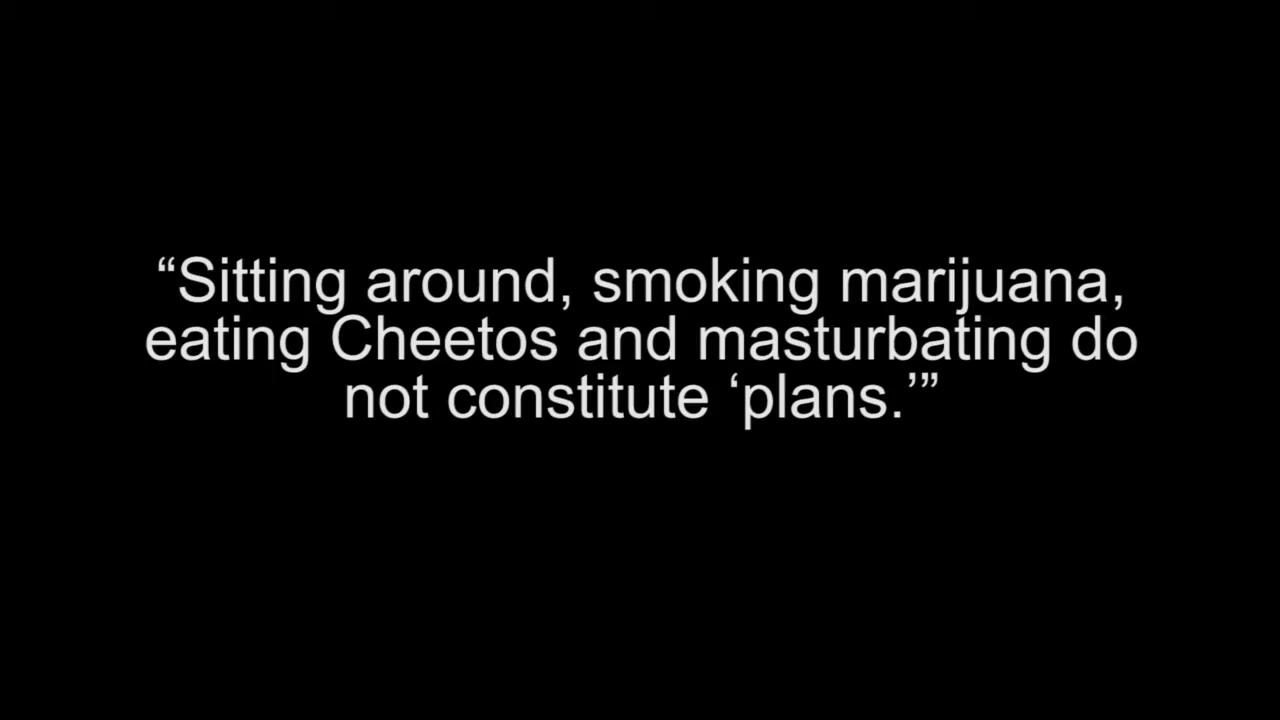 “Sitting around, smoking marijuana,
eating Cheetos and masturbating do
not constitute ‘plans.’”